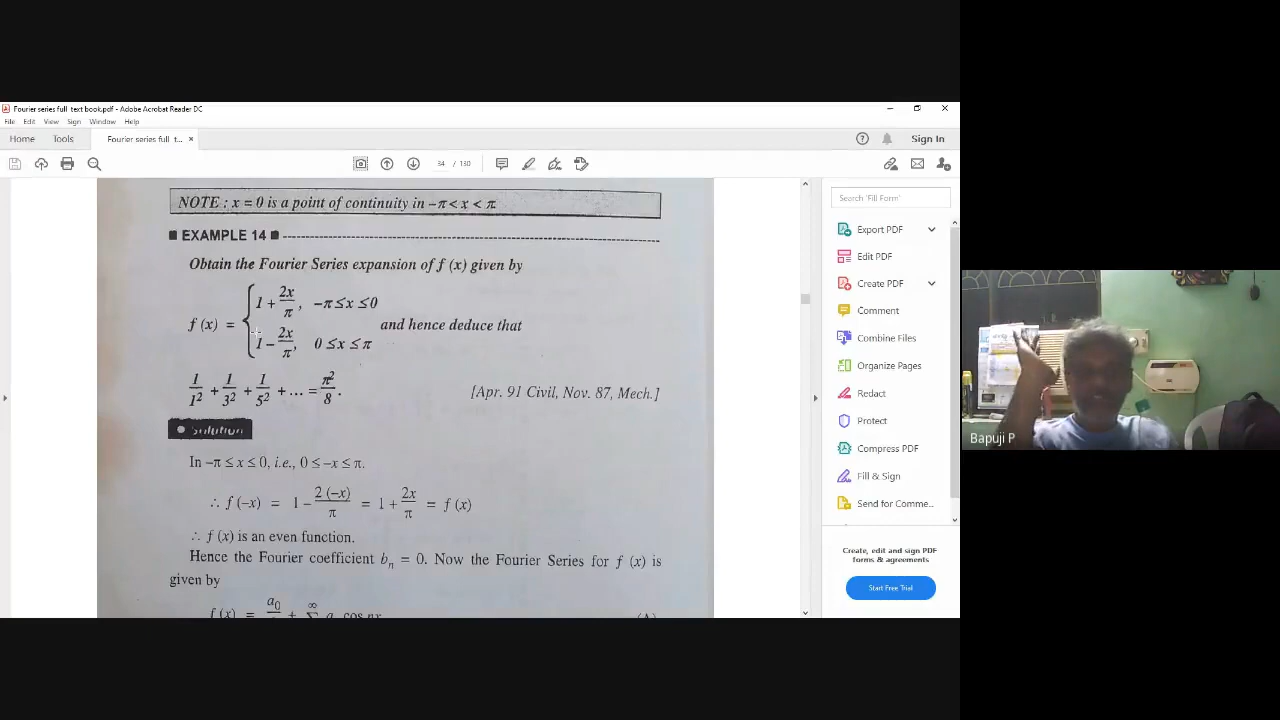 Fourier series full text book.pdf - Adobe Acrobat Reader DC
File Edit View Sign Window Help
Home Tools Fourier series full t... × Sign In
34 / 130
NOTE : x = 0 is a point of continuity in –π < x < π
■ EXAMPLE 14 ■
Obtain the Fourier Series expansion of f (x) given by
f (x) = { 1 + 2x/π, –π ≤ x ≤ 0
1 – 2x/π, 0 ≤ x ≤ π and hence deduce that
1/1² + 1/3² + 1/5² + ... = π²/8 . [Apr. 91 Civil, Nov. 87, Mech.]
Solution
In –π ≤ x ≤ 0, i.e., 0 ≤ –x ≤ π.
∴ f (–x) = 1 – 2 (–x)/π = 1 + 2x/π = f (x)
∴ f (x) is an even function.
Hence the Fourier coefficient bₙ = 0. Now the Fourier Series for f (x) is
given by
Search 'Fill Form'
Export PDF
Edit PDF
Create PDF
Comment
Combine Files
Organize Pages
Redact
Protect
Compress PDF
Fill & Sign
Send for Comme...
Create, edit and sign PDF
forms & agreements
Start Free Trial
Bapuji P